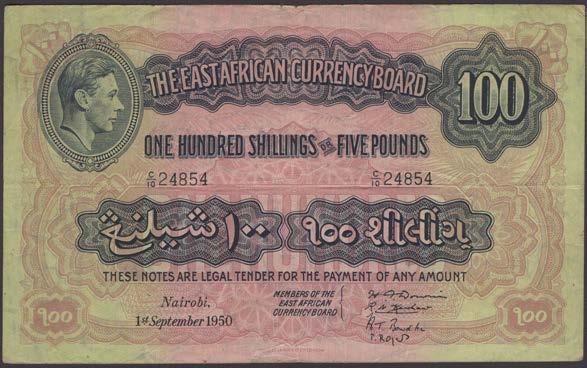 THE EAST AFRICAN CURRENCY BOARD
100
ONE HUNDRED SHILLINGS OR FIVE POUNDS
C/10 24854 C/10 24854
١٠٠ شيلينڠ ૧૦૦ શીલીંગ
THESE NOTES ARE LEGAL TENDER FOR THE PAYMENT OF ANY AMOUNT
Nairobi, 1st September 1950
MEMBERS OF THE EAST AFRICAN CURRENCY BOARD
૧૦૦ ૧૦૦